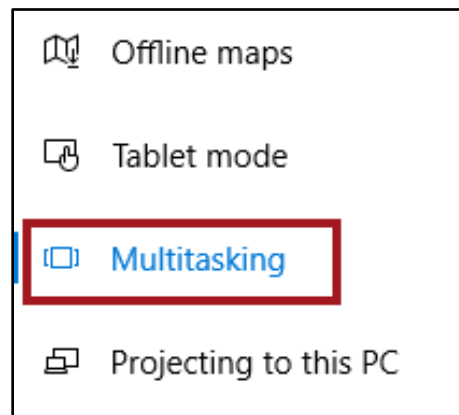 Offline maps
Tablet mode
Multitasking
Projecting to this PC